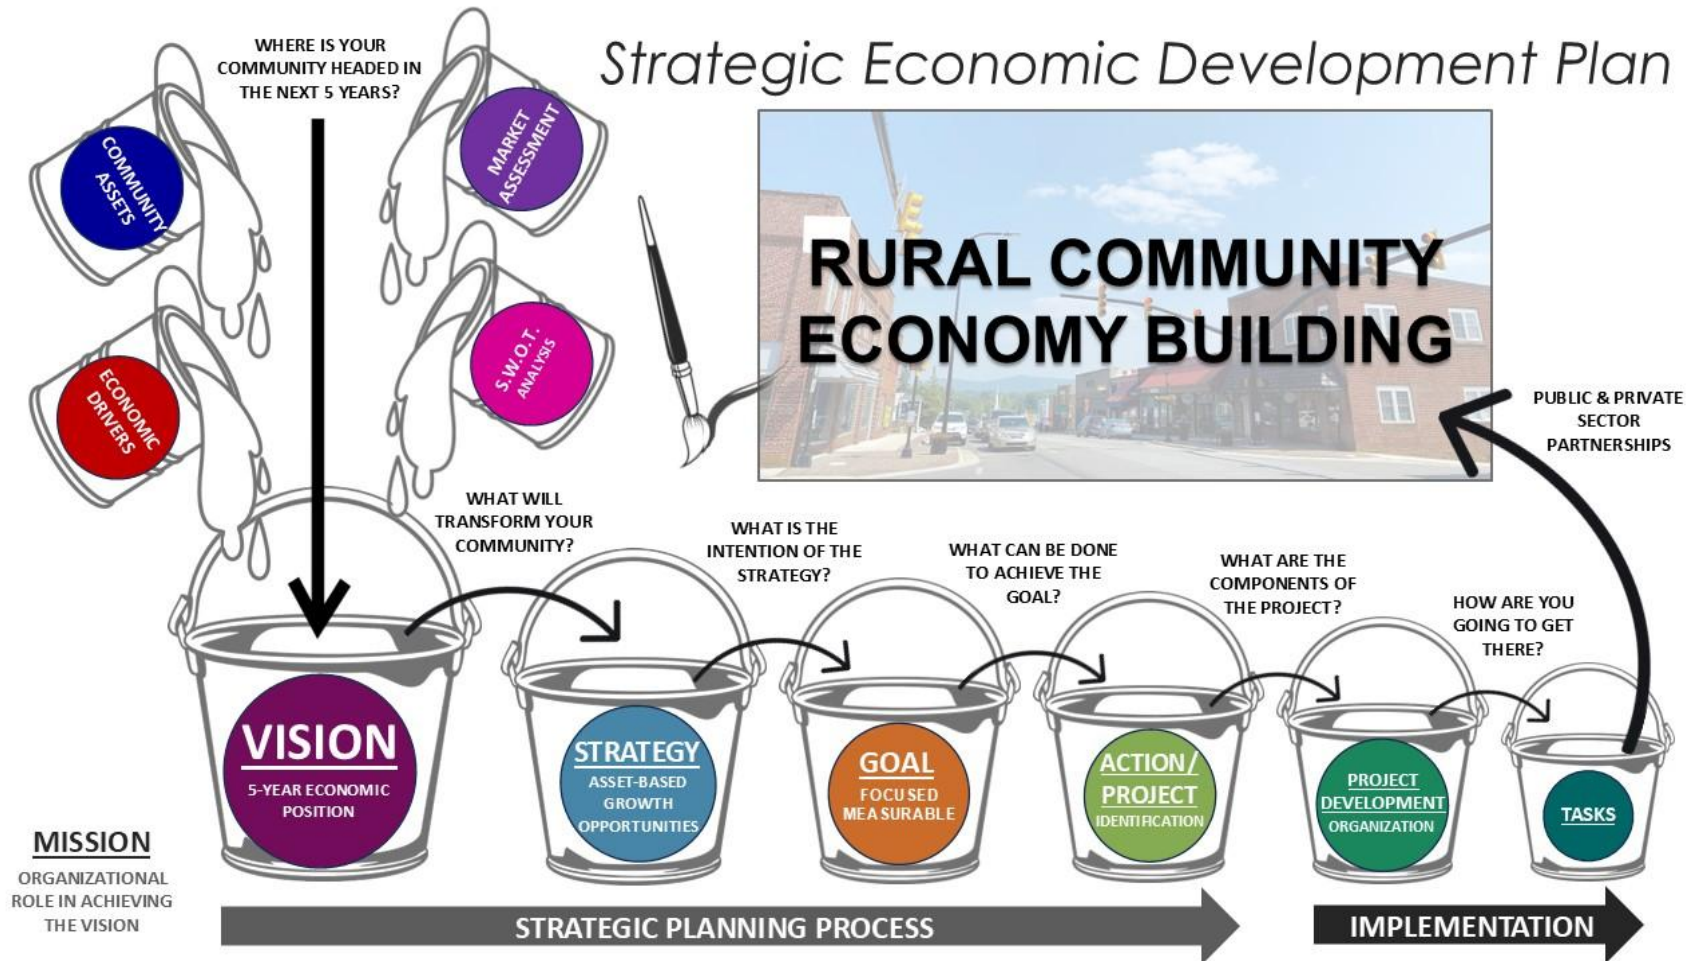 Strategic Economic Development Plan
WHERE IS YOUR
COMMUNITY HEADED IN
THE NEXT 5 YEARS?
COMMUNITY
ASSETS
MARKET
ASSESSMENT
ECONOMIC
DRIVERS
S.W.O.T.
ANALYSIS
RURAL COMMUNITY
ECONOMY BUILDING
PUBLIC & PRIVATE
SECTOR
PARTNERSHIPS
WHAT WILL
TRANSFORM YOUR
COMMUNITY?
WHAT IS THE
INTENTION OF THE
STRATEGY?
WHAT CAN BE DONE
TO ACHIEVE THE
GOAL?
WHAT ARE THE
COMPONENTS OF
THE PROJECT?
HOW ARE YOU
GOING TO GET
THERE?
VISION
5-YEAR ECONOMIC
POSITION
STRATEGY
ASSET-BASED
GROWTH
OPPORTUNITIES
GOAL
FOCUSED
MEASURABLE
ACTION/
PROJECT
IDENTIFICATION
PROJECT
DEVELOPMENT
ORGANIZATION
TASKS
MISSION
ORGANIZATIONAL
ROLE IN ACHIEVING
THE VISION
STRATEGIC PLANNING PROCESS
IMPLEMENTATION